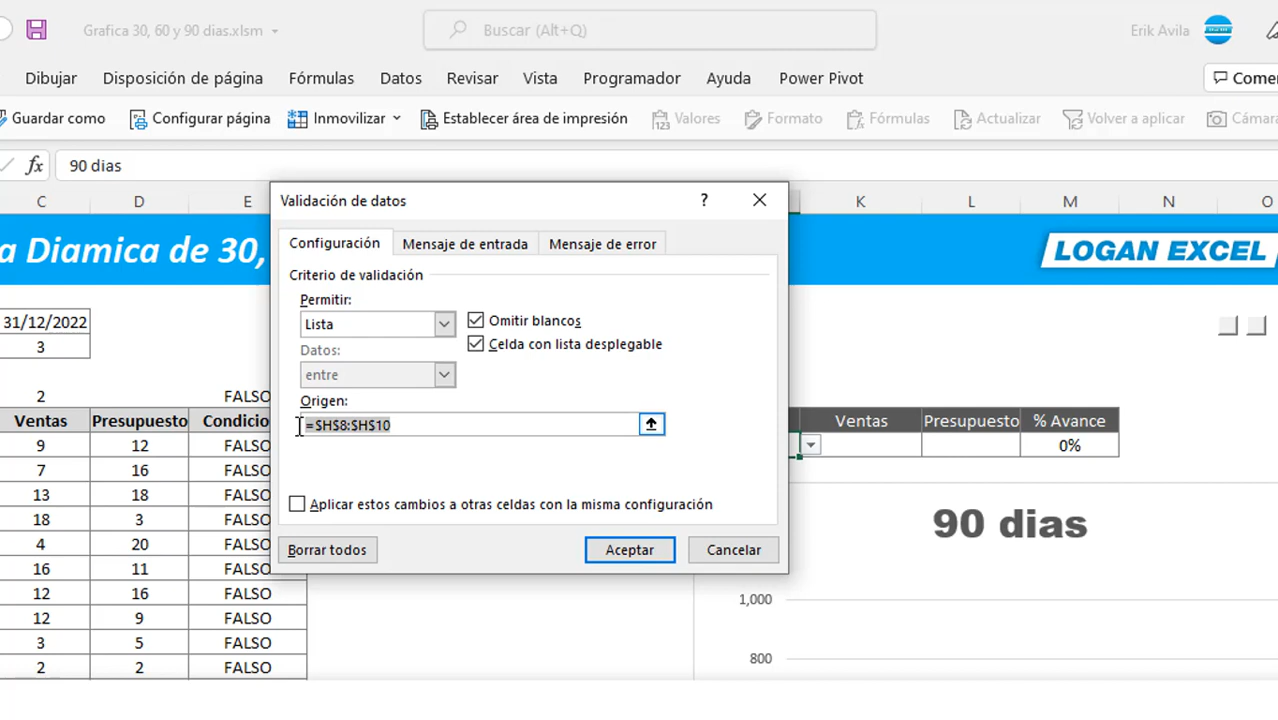 Grafica 30, 60 y 90 dias.xlsm
Buscar (Alt+Q)
Erik Avila
Dibujar Disposición de página Fórmulas Datos Revisar Vista Programador Ayuda Power Pivot
Guardar como Configurar página Inmovilizar Establecer área de impresión Valores Formato Fórmulas Actualizar Volver a aplicar
fx 90 dias
C D E K L M N O
a Diamica de 30,
LOGAN EXCEL
31/12/2022
3
2 FALSO
Ventas Presupuesto Condicio
9 12 FALSO
7 16 FALSO
13 18 FALSO
18 3 FALSO
4 20 FALSO
16 11 FALSO
12 16 FALSO
12 9 FALSO
3 5 FALSO
2 2 FALSO
Validación de datos ?
Configuración Mensaje de entrada Mensaje de error
Criterio de validación
Permitir:
Lista
Omitir blancos
Celda con lista desplegable
Datos:
entre
Origen:
=$H$8:$H$10
Aplicar estos cambios a otras celdas con la misma configuración
Borrar todos Aceptar Cancelar
Ventas Presupuesto % Avance
0%
90 dias
1,000
800